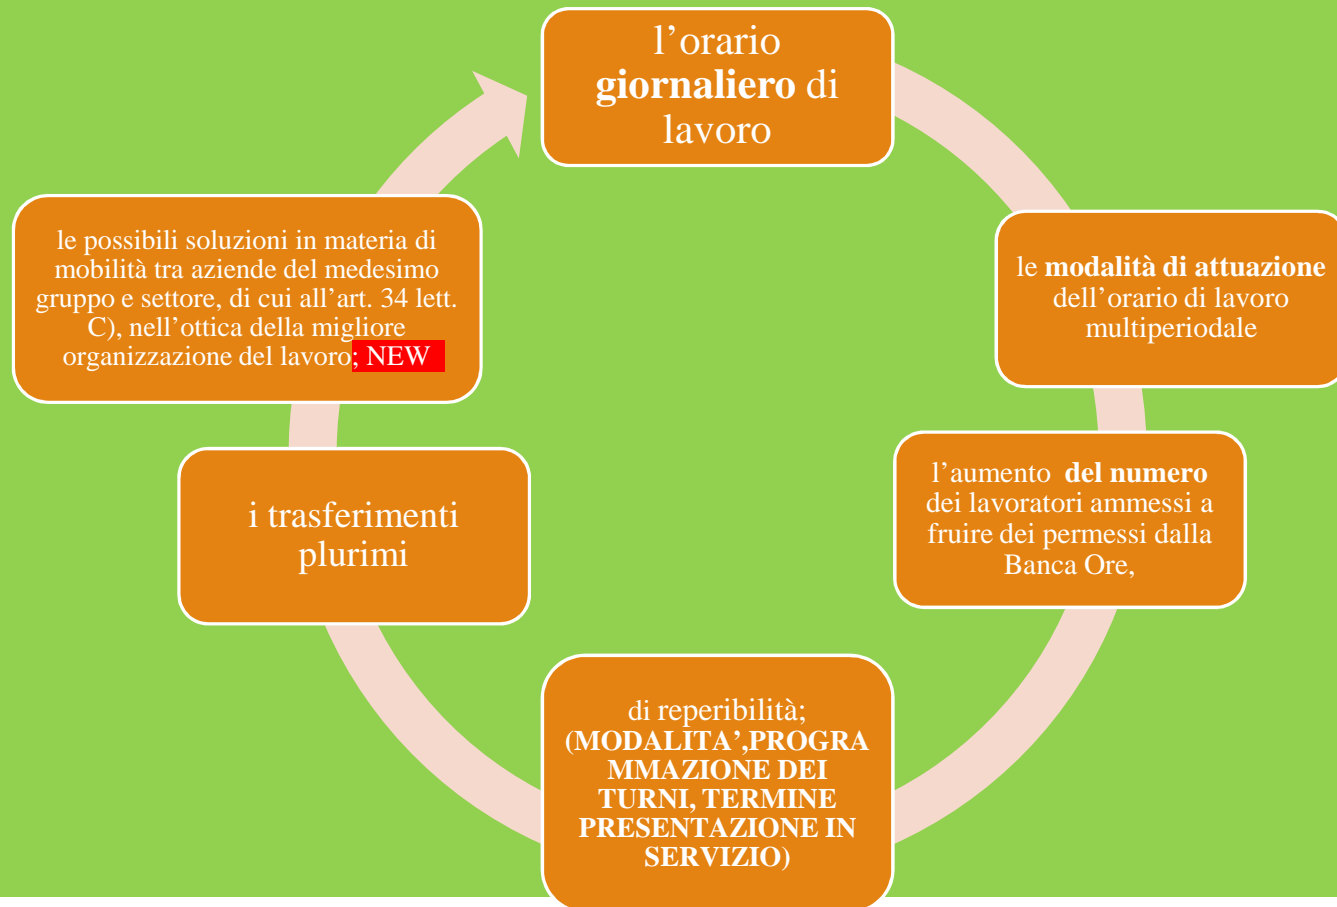 l’orario
giornaliero di
lavoro
le modalità di attuazione
dell’orario di lavoro
multiperiodale
l’aumento  del numero
dei lavoratori ammessi a
fruire dei permessi dalla
Banca Ore,
di reperibilità;
(MODALITA’,PROGRA
MMAZIONE DEI
TURNI, TERMINE
PRESENTAZIONE IN
SERVIZIO)
i trasferimenti
plurimi
le possibili soluzioni in materia di
mobilità tra aziende del medesimo
gruppo e settore, di cui all’art. 34 lett.
C), nell’ottica della migliore
organizzazione del lavoro; NEW